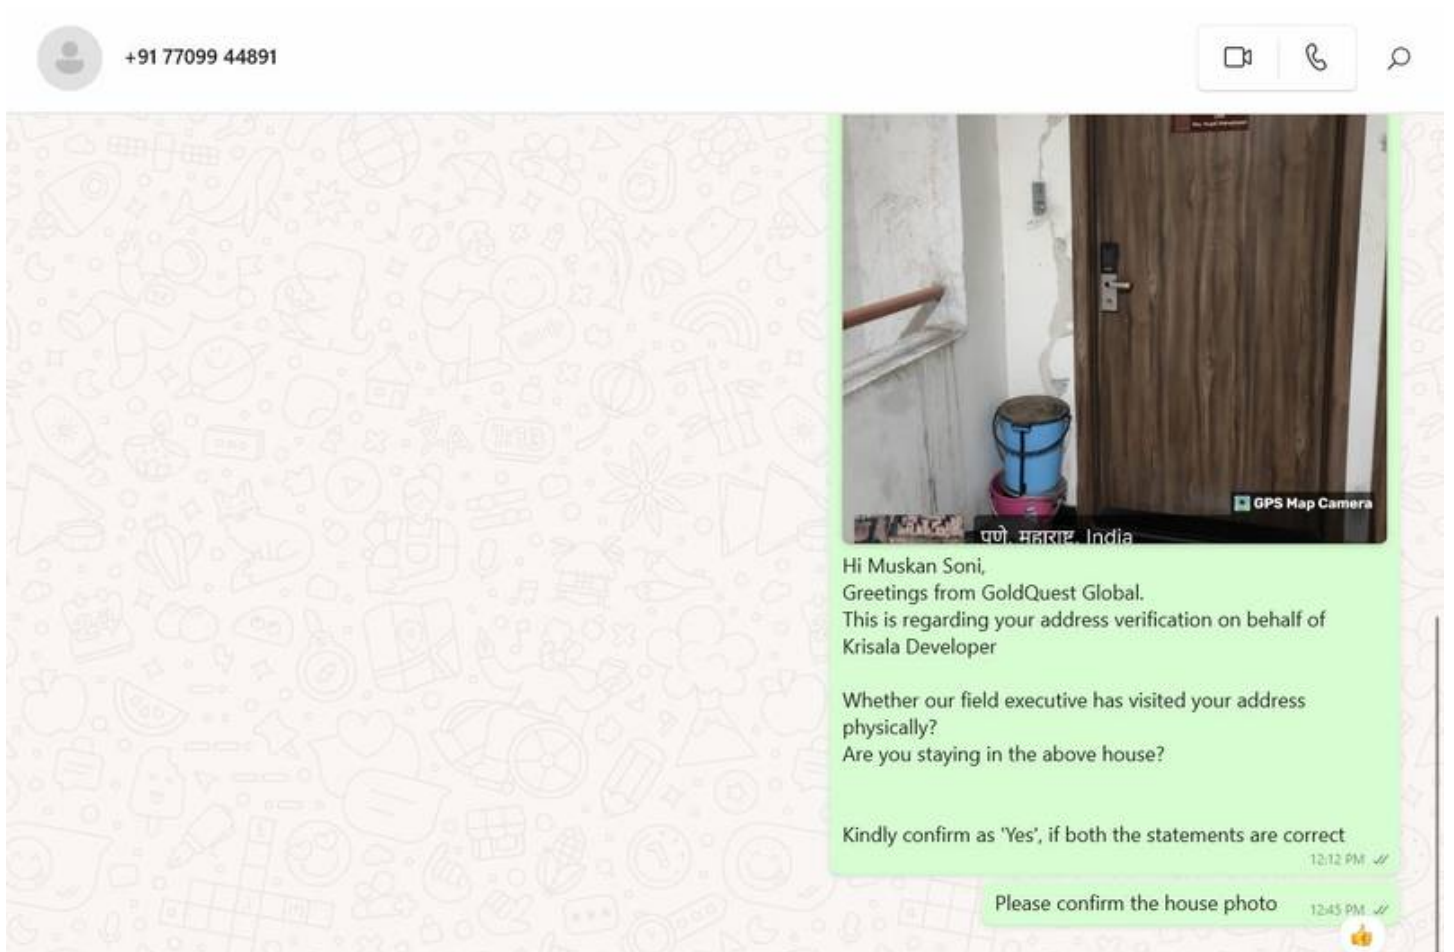 +91 77099 44891
GPS Map Camera
पुणे, महाराष्ट्र, India
Hi Muskan Soni,
Greetings from GoldQuest Global.
This is regarding your address verification on behalf of
Krisala Developer
Whether our field executive has visited your address
physically?
Are you staying in the above house?
Kindly confirm as 'Yes', if both the statements are correct
12:12 PM
Please confirm the house photo
12:45 PM